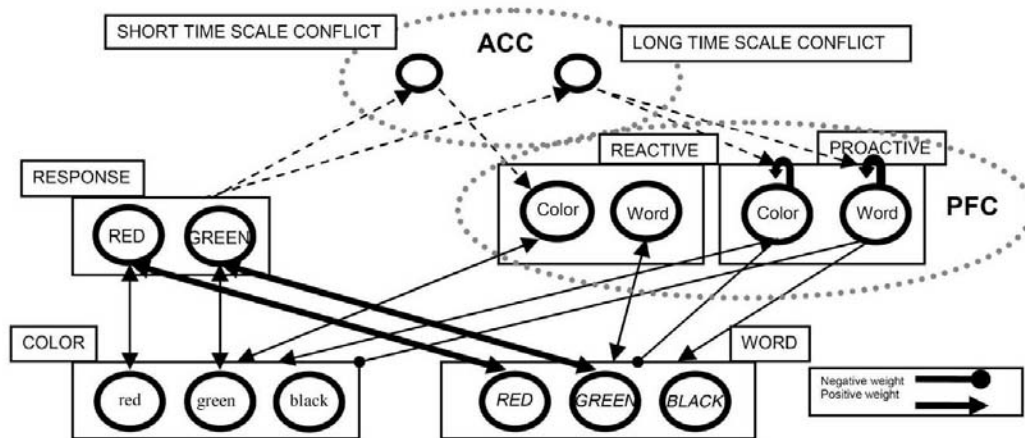 SHORT TIME SCALE CONFLICT
ACC
LONG TIME SCALE CONFLICT
REACTIVE
PROACTIVE
RESPONSE
RED
GREEN
Color
Word
Color
Word
PFC
COLOR
WORD
red
green
black
RED
GREEN
BLACK
Negative weight
Positive weight